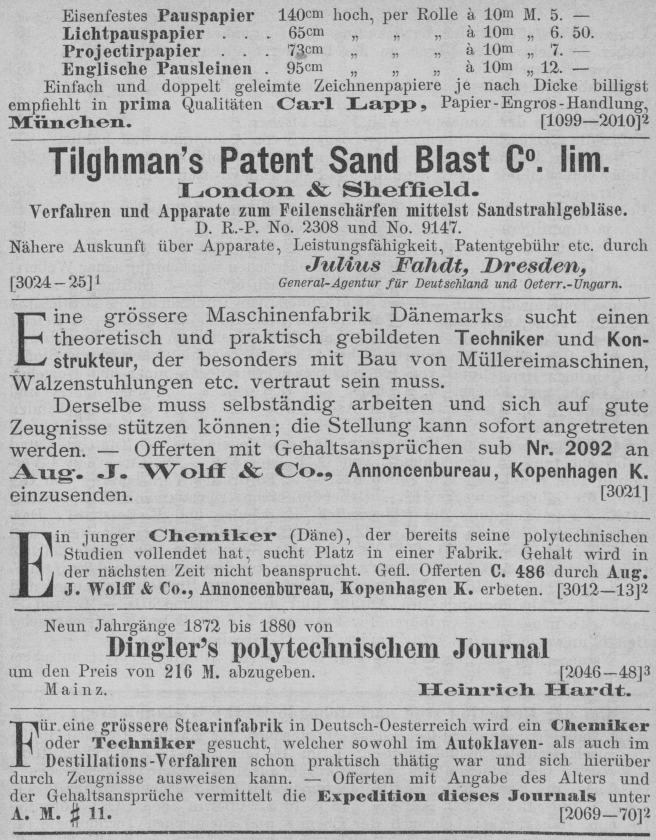 Eisenfestes Pauspapier 140cm hoch, per Rolle à 10m M. 5. —
Lichtpauspapier . . . 65cm „ „ „ à 10m „ 6. 50.
Projectirpapier . . . 73cm „ „ „ à 10m „ 7. —
Englische Pausleinen . 95cm „ „ „ à 10m „ 12. —
Einfach und doppelt geleimte Zeichnenpapiere je nach Dicke billigst
empfiehlt in prima Qualitäten Carl Lapp, Papier-Engros-Handlung,
München. [1099—2010]2
Tilghman's Patent Sand Blast Co. lim.
London & Sheffield.
Verfahren und Apparate zum Feilenschärfen mittelst Sandstrahlgebläse.
D. R.-P. No. 2308 und No. 9147.
Nähere Auskunft über Apparate, Leistungsfähigkeit, Patentgebühr etc. durch
Julius Fahdt, Dresden,
[3024—25]1 General-Agentur für Deutschland und Oeterr.-Ungarn.
Eine grössere Maschinenfabrik Dänemarks sucht einen
theoretisch und praktisch gebildeten Techniker und Kon-
strukteur, der besonders mit Bau von Müllereimaschinen,
Walzenstuhlungen etc. vertraut sein muss.
Derselbe muss selbständig arbeiten und sich auf gute
Zeugnisse stützen können; die Stellung kann sofort angetreten
werden. — Offerten mit Gehaltsansprüchen sub Nr. 2092 an
Aug. J. Wolff & Co., Annoncenbureau, Kopenhagen K.
einzusenden. [3021]
Ein junger Chemiker (Däne), der bereits seine polytechnischen
Studien vollendet hat, sucht Platz in einer Fabrik. Gehalt wird in
der nächsten Zeit nicht beansprucht. Gefl. Offerten C. 486 durch Aug.
J. Wolff & Co., Annoncenbureau, Kopenhagen K. erbeten. [3012—13]2
Neun Jahrgänge 1872 bis 1880 von
Dingler's polytechnischem Journal
um den Preis von 216 M. abzugeben. [2046—48]3
Mainz. Heinrich Hardt.
Für eine grössere Stearinfabrik in Deutsch-Oesterreich wird ein Chemiker
oder Techniker gesucht, welcher sowohl im Autoklaven- als auch im
Destillations-Verfahren schon praktisch thätig war und sich hierüber
durch Zeugnisse ausweisen kann. — Offerten mit Angabe des Alters und
der Gehaltsansprüche vermittelt die Expedition dieses Journals unter
A. M. ♯ 11. [2069—70]2